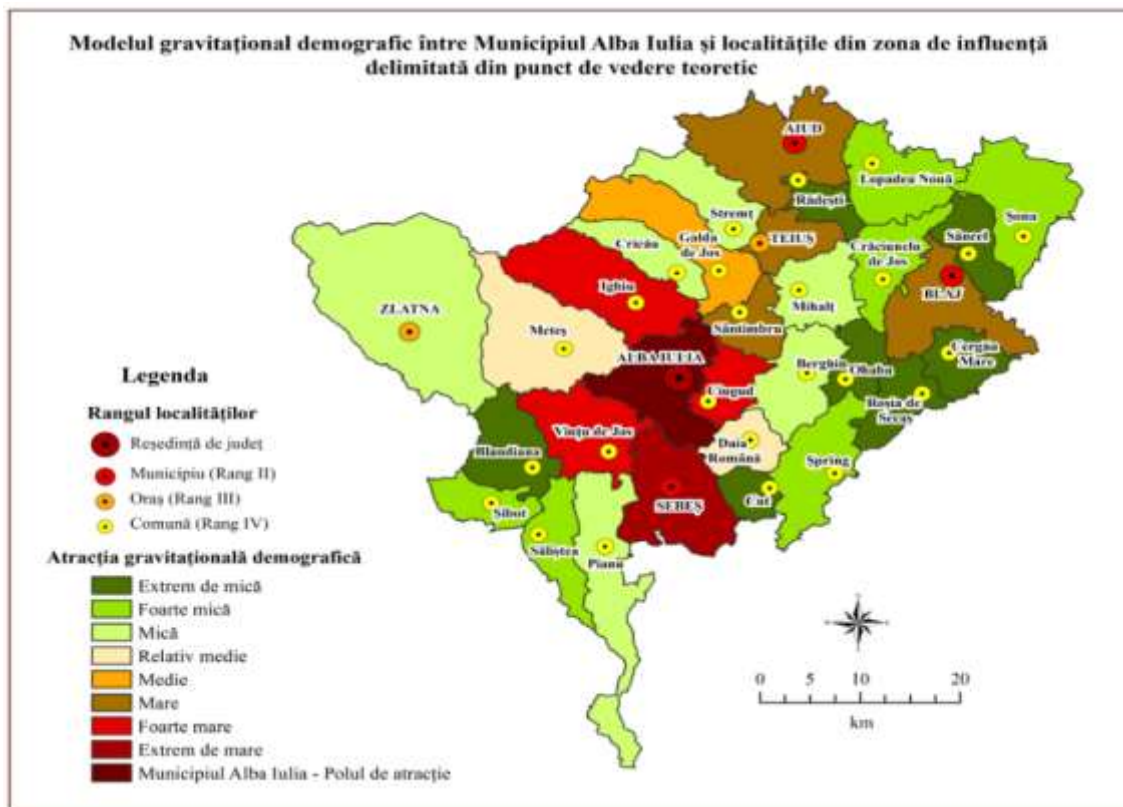 Modelul gravitațional demografic între Municipiul Alba Iulia și localitățile din zona de influență
delimitată din punct de vedere teoretic
AIUD
Lopadea Nouă
Rădești
Stremț
Șona
TEIUȘ
Sâncel
Cricău
Galda
de Jos
Crăciunelu
de Jos
BLAJ
Ighiu
Mihalț
ZLATNA
Sântimbru
Meteș
Cergău
Mare
ALBA IULIA
Berghin
Ohaba
Ciugud
Roșia de
Secaș
Vințu de Jos
Daia
Română
Blandiana
Șpring
SEBEȘ
Cut
Șibot
Săliștea
Pianu
Legenda
Rangul localităților
Reședință de județ
Municipiu (Rang II)
Oraș (Rang III)
Comună (Rang IV)
Atracția gravitațională demografică
Extrem de mică
Foarte mică
Mică
Relativ medie
Medie
Mare
Foarte mare
Extrem de mare
Municipiul Alba Iulia - Polul de atracție
0 5 10 20
km